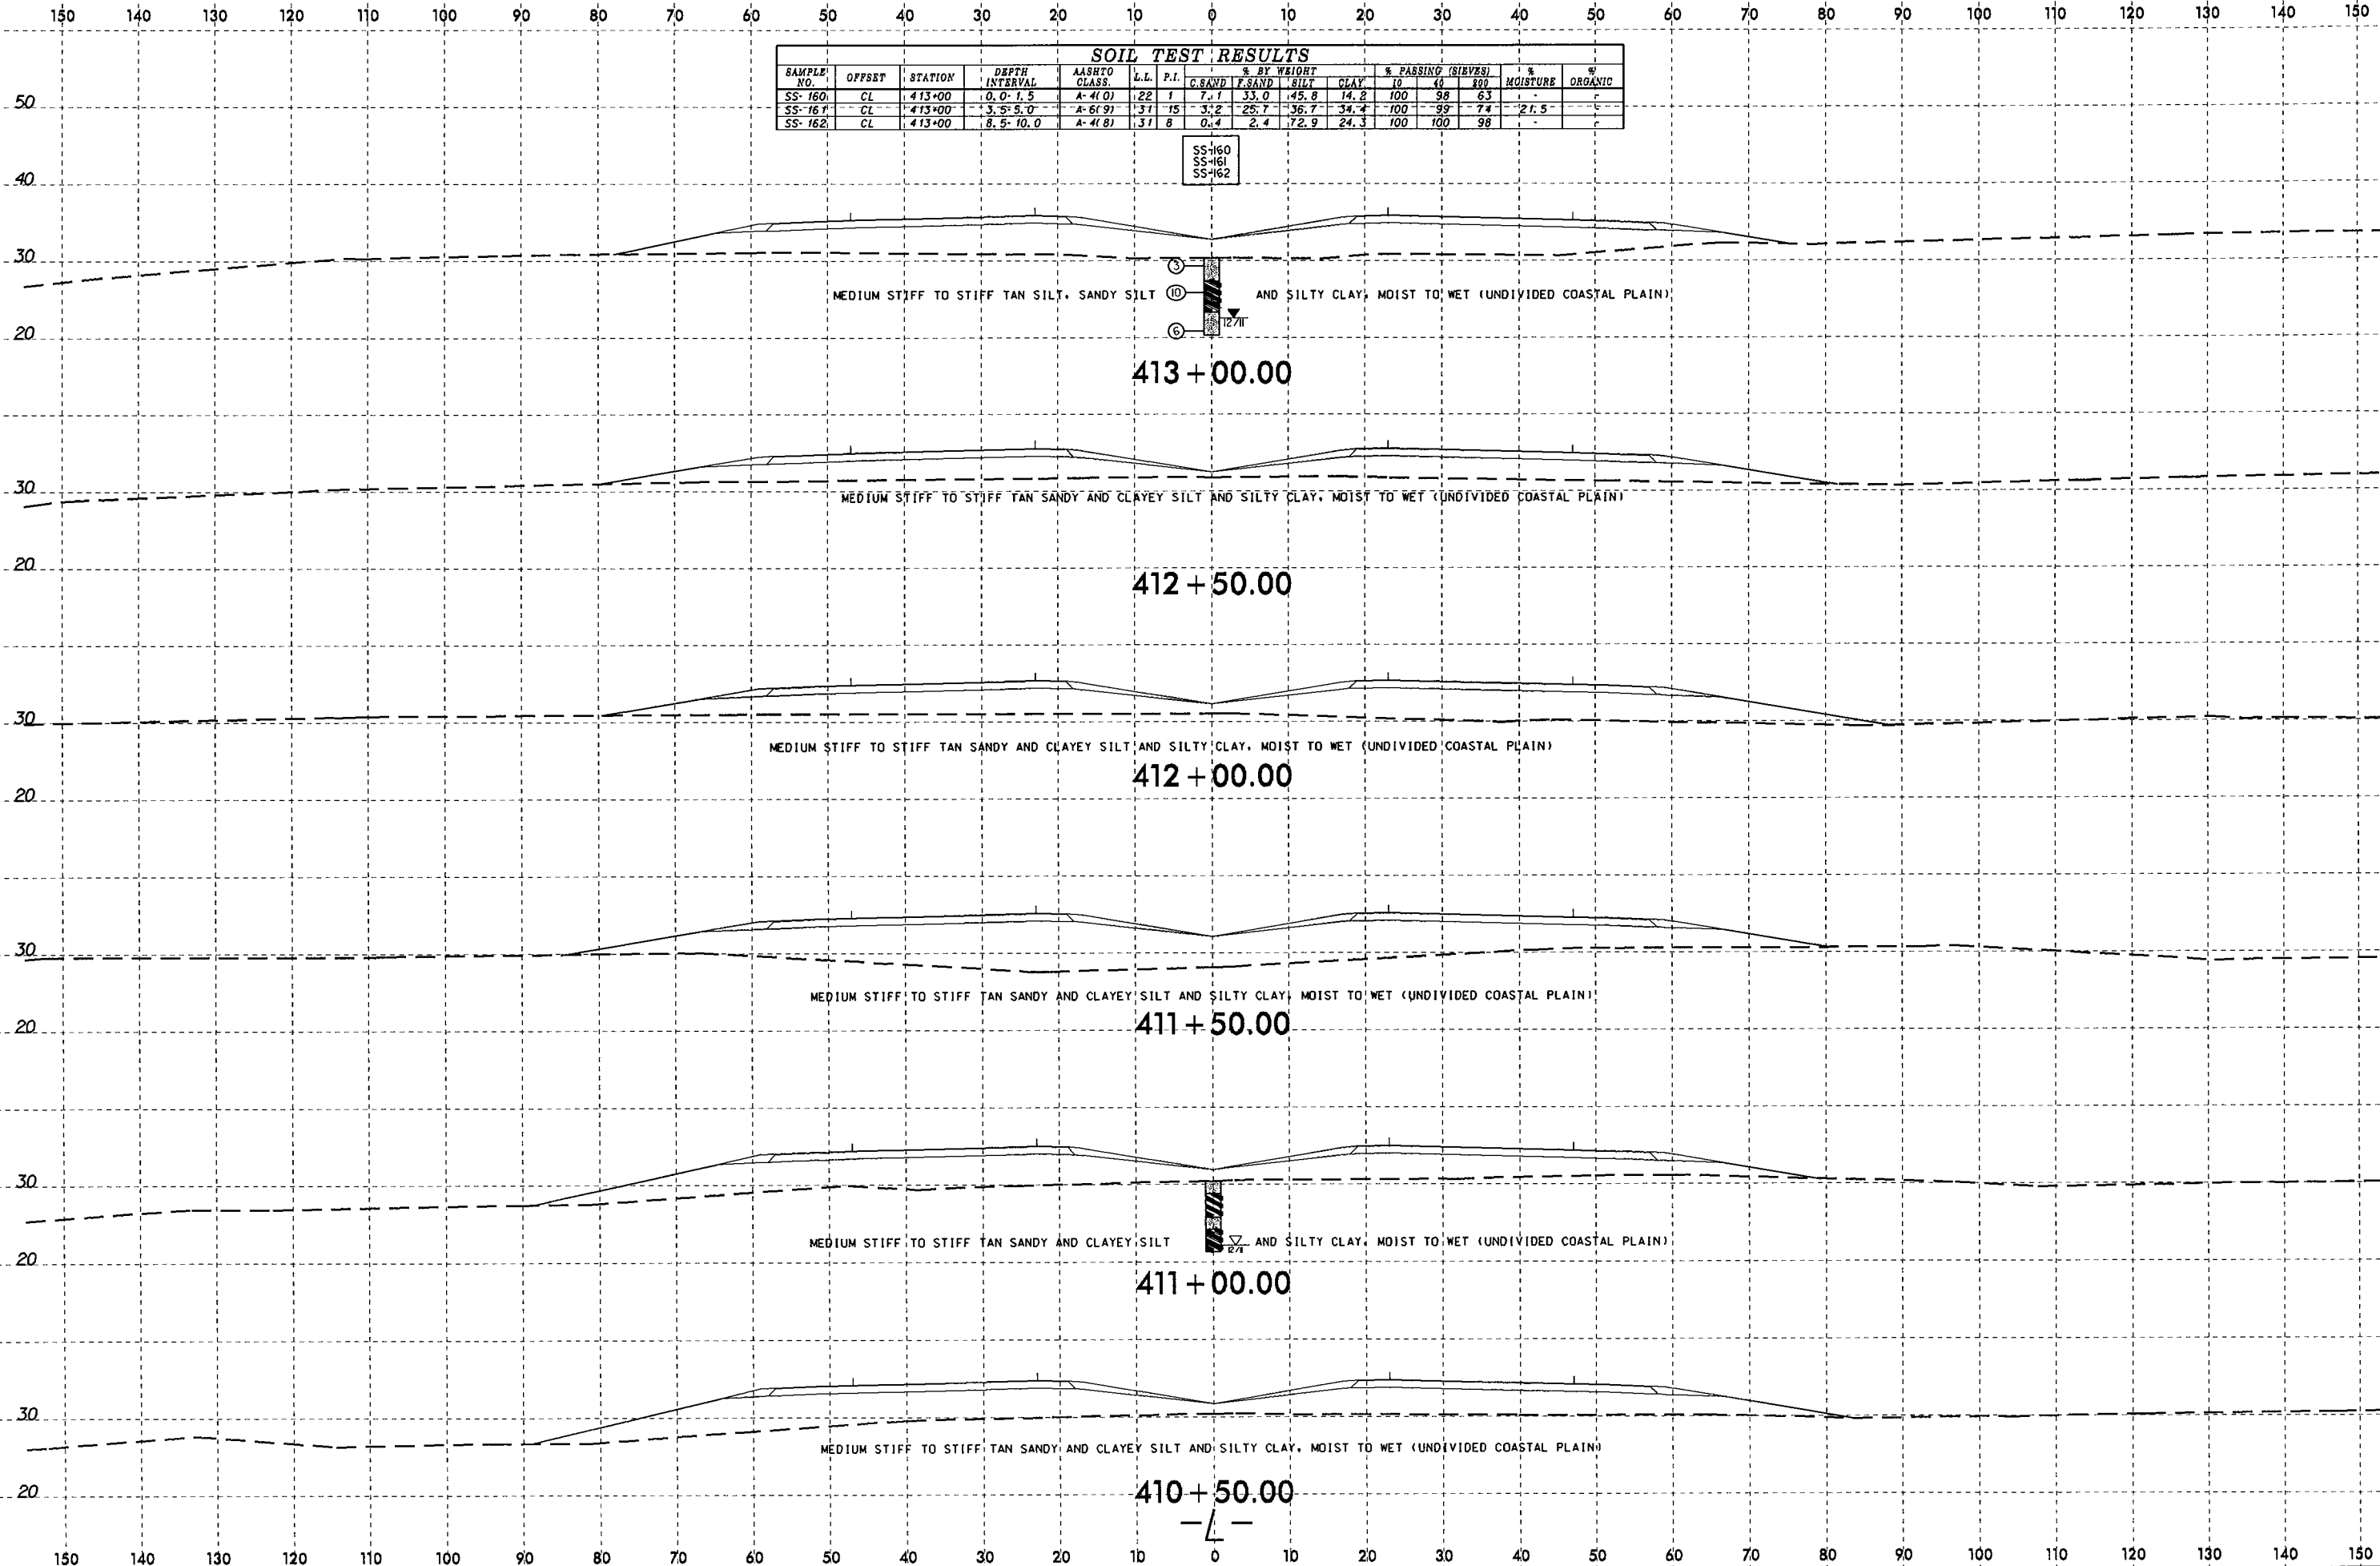 150 140 130 120 110 100 90 80 70 60 50 40 30 20 10 0 10 20 30 40 50 60 70 80 90 100 110 120 130 140 150
SOIL TEST RESULTS
SAMPLE NO. OFFSET STATION DEPTH INTERVAL AASHTO CLASS. L.L. P.I. % BY WEIGHT % PASSING (SIEVES) % MOISTURE % ORGANIC
C.SAND F.SAND SILT CLAY 10 40 200
SS-160 CL 413+00 0.0-1.5 A-4(0) 22 1 7.1 33.0 45.8 14.2 100 98 63 - -
SS-161 CL 413+00 3.5-5.0 A-6(9) 31 15 3.2 25.7 36.7 34.4 100 99 74 21.5 -
SS-162 CL 413+00 8.5-10.0 A-4(8) 31 8 0.4 2.4 72.9 24.3 100 100 98 - -
50
SS-160
SS-161
SS-162
40
30
3
MEDIUM STIFF TO STIFF TAN SILT, SANDY SILT 10 AND SILTY CLAY, MOIST TO WET (UNDIVIDED COASTAL PLAIN)
12/11
6
20
413+00.00
30
MEDIUM STIFF TO STIFF TAN SANDY AND CLAYEY SILT AND SILTY CLAY, MOIST TO WET (UNDIVIDED COASTAL PLAIN)
20
412+50.00
30
MEDIUM STIFF TO STIFF TAN SANDY AND CLAYEY SILT AND SILTY CLAY, MOIST TO WET (UNDIVIDED COASTAL PLAIN)
412+00.00
20
30
MEDIUM STIFF TO STIFF TAN SANDY AND CLAYEY SILT AND SILTY CLAY, MOIST TO WET (UNDIVIDED COASTAL PLAIN)
411+50.00
20
30
MEDIUM STIFF TO STIFF TAN SANDY AND CLAYEY SILT AND SILTY CLAY, MOIST TO WET (UNDIVIDED COASTAL PLAIN)
12/11
20
411+00.00
30
MEDIUM STIFF TO STIFF TAN SANDY AND CLAYEY SILT AND SILTY CLAY, MOIST TO WET (UNDIVIDED COASTAL PLAIN)
20
410+50.00
-L-
150 140 130 120 110 100 90 80 70 60 50 40 30 20 10 0 10 20 30 40 50 60 70 80 90 100 110 120 130 140 150